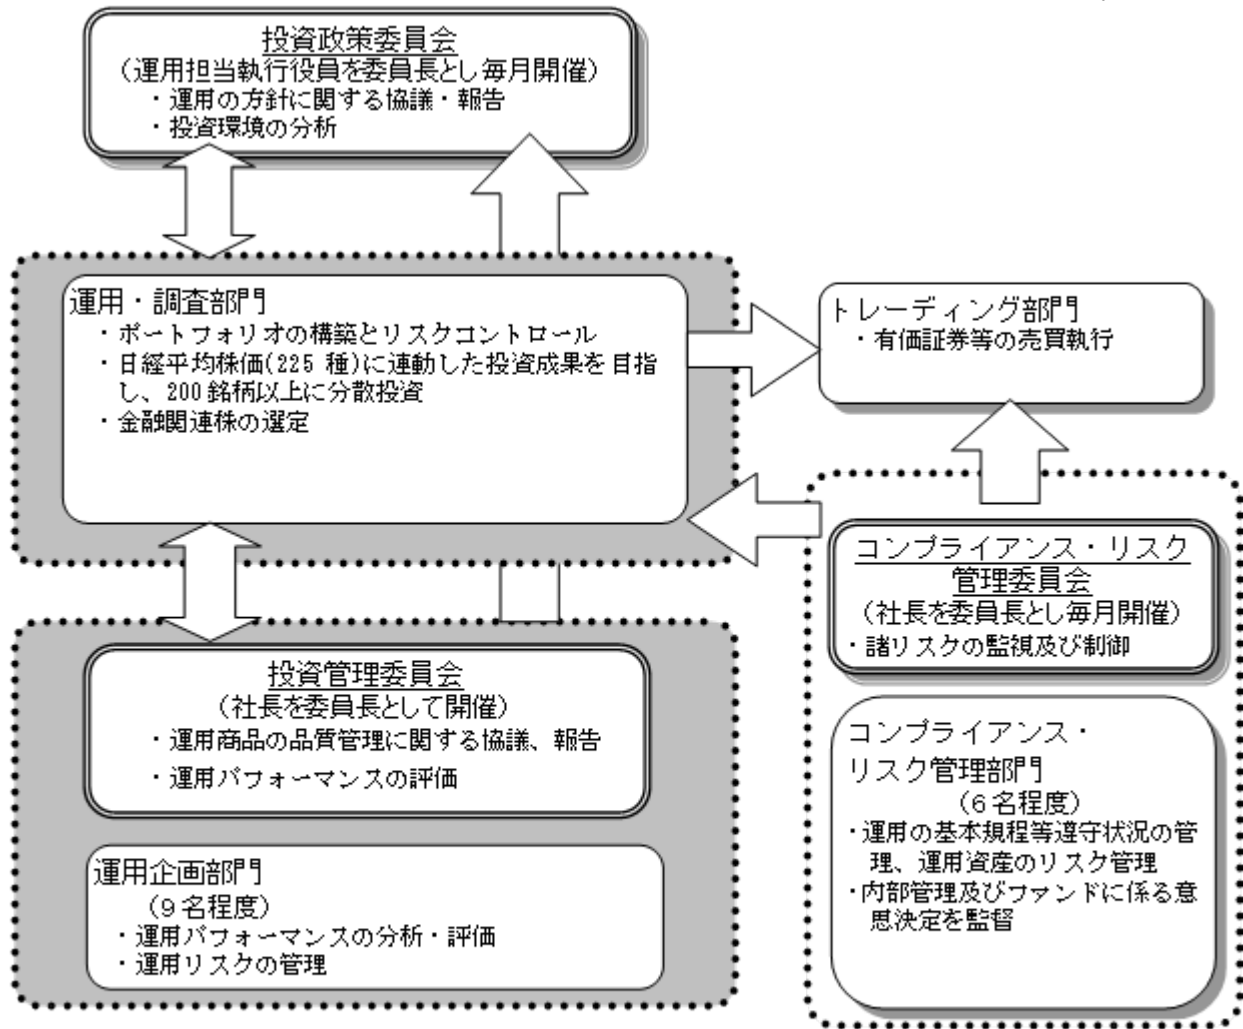 投資政策委員会
(運用担当執行役員を委員長とし毎月開催)
・運用の方針に関する協議・報告
・投資環境の分析
運用・調査部門
・ポートフォリオの構築とリスクコントロール
・日経平均株価(225 種)に連動した投資成果を目指
し、200 銘柄以上に分散投資
・金融関連株の選定
トレーディング部門
・有価証券等の売買執行
コンプライアンス・リスク
管理委員会
(社長を委員長とし毎月開催)
・諸リスクの監視及び制御
投資管理委員会
(社長を委員長として開催)
・運用商品の品質管理に関する協議、報告
・運用パフォーマンスの評価
コンプライアンス・
リスク管理部門
(6名程度)
・運用の基本規程等遵守状況の管
理、運用資産のリスク管理
・内部管理及びファンドに係る意
思決定を監督
運用企画部門
(9名程度)
・運用パフォーマンスの分析・評価
・運用リスクの管理